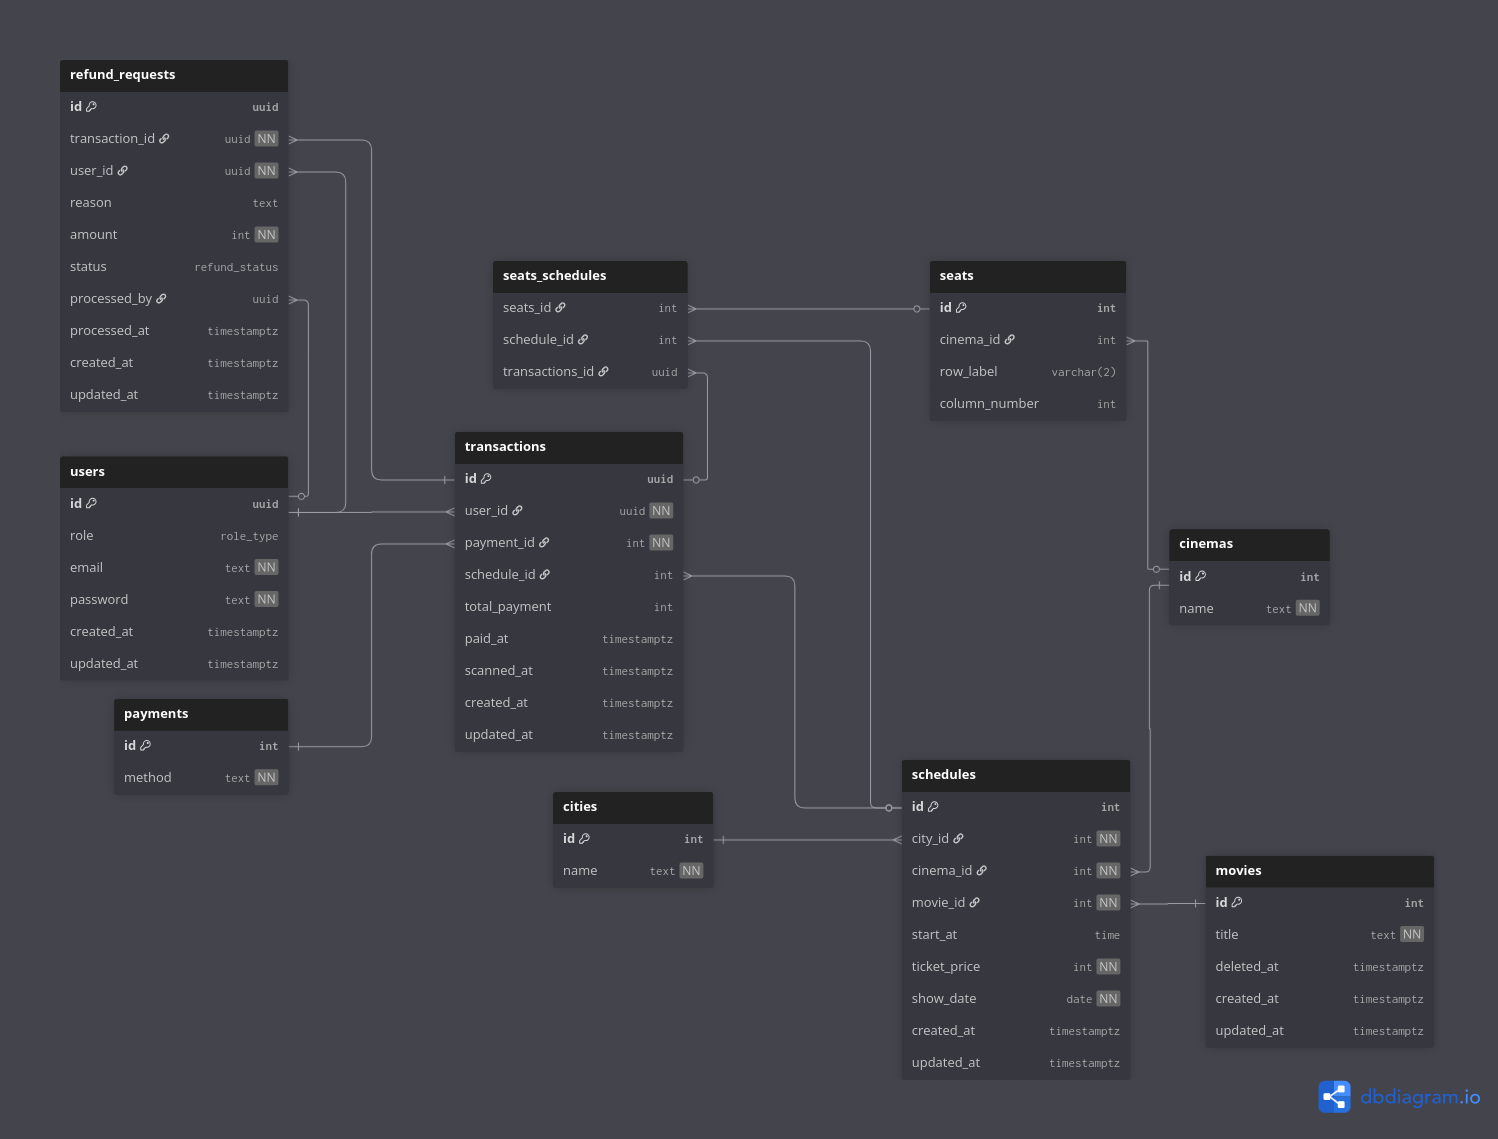 refund_requests
id uuid
transaction_id uuid NN
user_id uuid NN
reason text
amount int NN
status refund_status
processed_by uuid
processed_at timestamptz
created_at timestamptz
updated_at timestamptz
users
id uuid
role role_type
email text NN
password text NN
created_at timestamptz
updated_at timestamptz
payments
id int
method text NN
seats_schedules
seats_id int
schedule_id int
transactions_id uuid
transactions
id uuid
user_id uuid NN
payment_id int NN
schedule_id int
total_payment int
paid_at timestamptz
scanned_at timestamptz
created_at timestamptz
updated_at timestamptz
cities
id int
name text NN
seats
id int
cinema_id int
row_label varchar(2)
column_number int
cinemas
id int
name text NN
schedules
id int
city_id int NN
cinema_id int NN
movie_id int NN
start_at time
ticket_price int NN
show_date date NN
created_at timestamptz
updated_at timestamptz
movies
id int
title text NN
deleted_at timestamptz
created_at timestamptz
updated_at timestamptz
dbdiagram.io